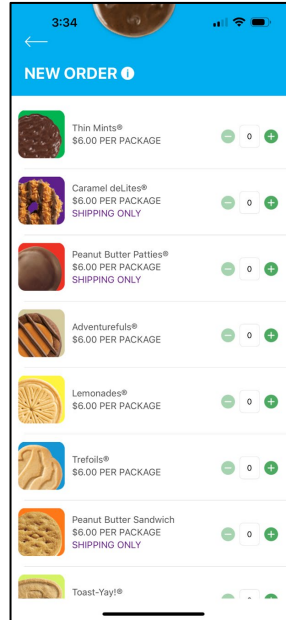 3:34
NEW ORDER
Thin Mints®
$6.00 PER PACKAGE
0
Caramel deLites®
$6.00 PER PACKAGE
SHIPPING ONLY
0
Peanut Butter Patties®
$6.00 PER PACKAGE
SHIPPING ONLY
0
Adventurefuls®
$6.00 PER PACKAGE
0
Lemonades®
$6.00 PER PACKAGE
0
Trefoils®
$6.00 PER PACKAGE
0
Peanut Butter Sandwich
$6.00 PER PACKAGE
SHIPPING ONLY
0
Toast-Yay!®